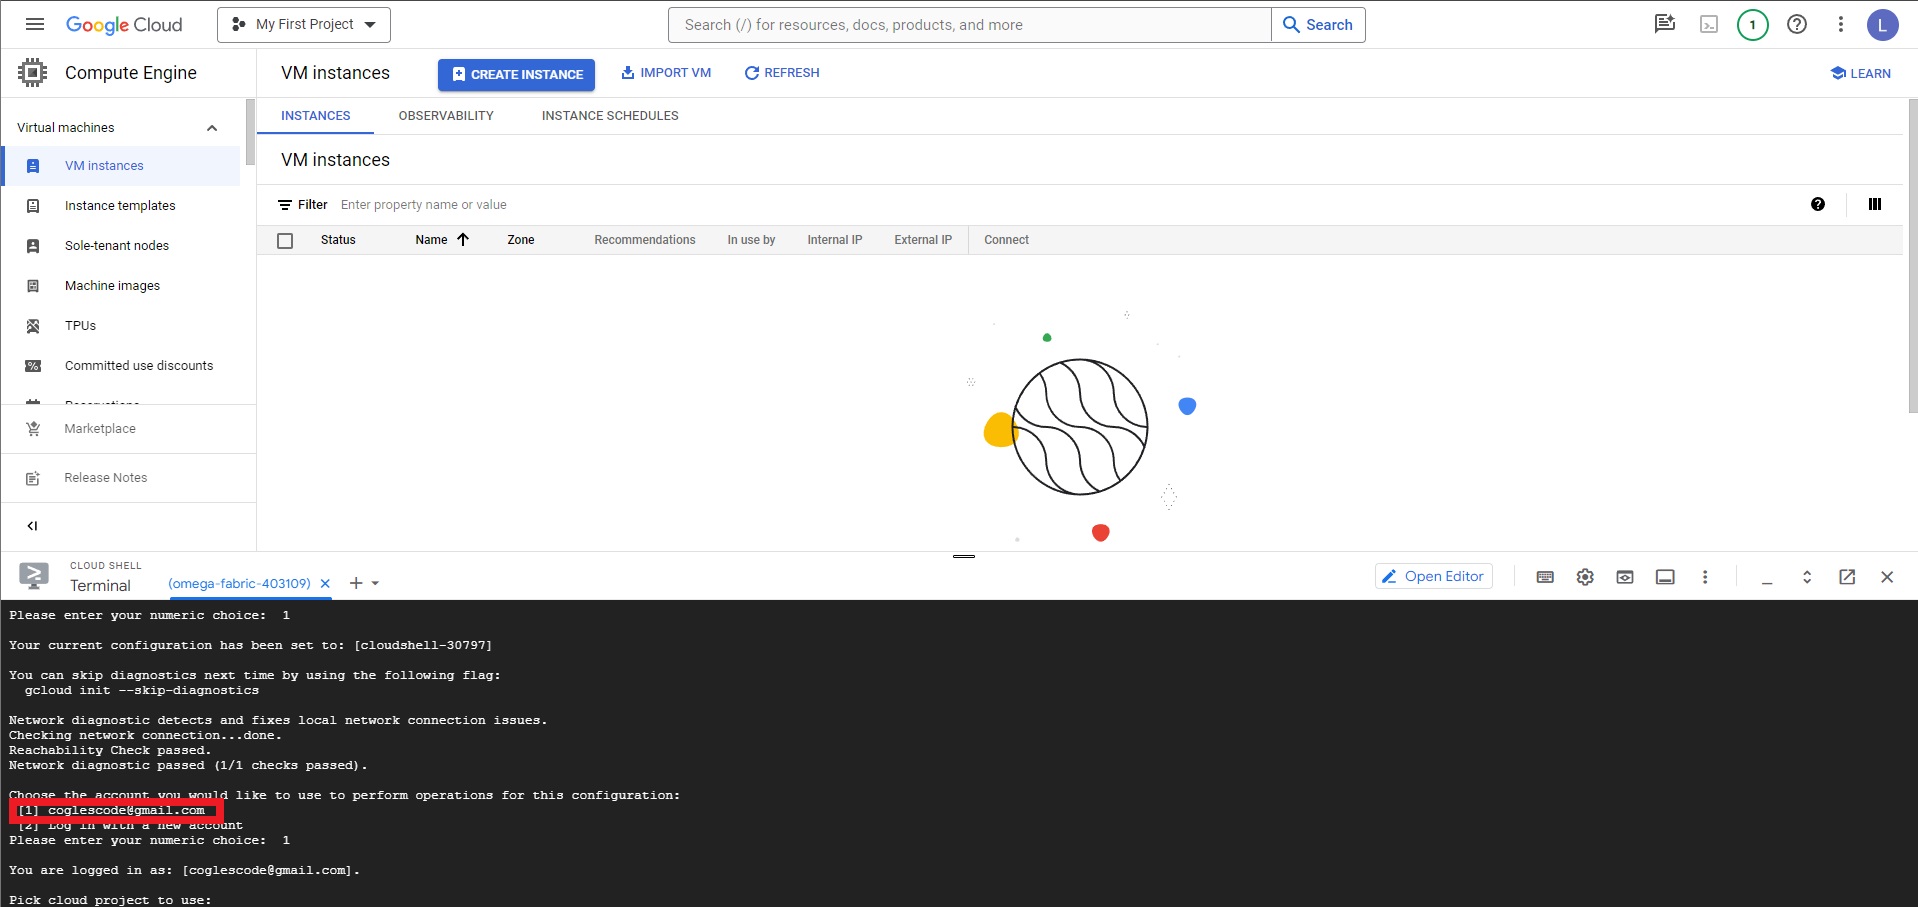 Google Cloud
My First Project
Search (/) for resources, docs, products, and more
Search
1
L
Compute Engine
VM instances
CREATE INSTANCE
IMPORT VM
REFRESH
LEARN
Virtual machines
INSTANCES
OBSERVABILITY
INSTANCE SCHEDULES
VM instances
Instance templates
Sole-tenant nodes
Machine images
TPUs
Committed use discounts
Reservations
Marketplace
Release Notes
VM instances
Filter Enter property name or value
Status Name Zone Recommendations In use by Internal IP External IP Connect
CLOUD SHELL
Terminal
(omega-fabric-403109)
Open Editor
Please enter your numeric choice:  1
Your current configuration has been set to: [cloudshell-30797]
You can skip diagnostics next time by using the following flag:
gcloud init --skip-diagnostics
Network diagnostic detects and fixes local network connection issues.
Checking network connection...done.
Reachability Check passed.
Network diagnostic passed (1/1 checks passed).
Choose the account you would like to use to perform operations for this configuration:
[1] coglescode@gmail.com
[2] Log in with a new account
Please enter your numeric choice:  1
You are logged in as: [coglescode@gmail.com].
Pick cloud project to use: